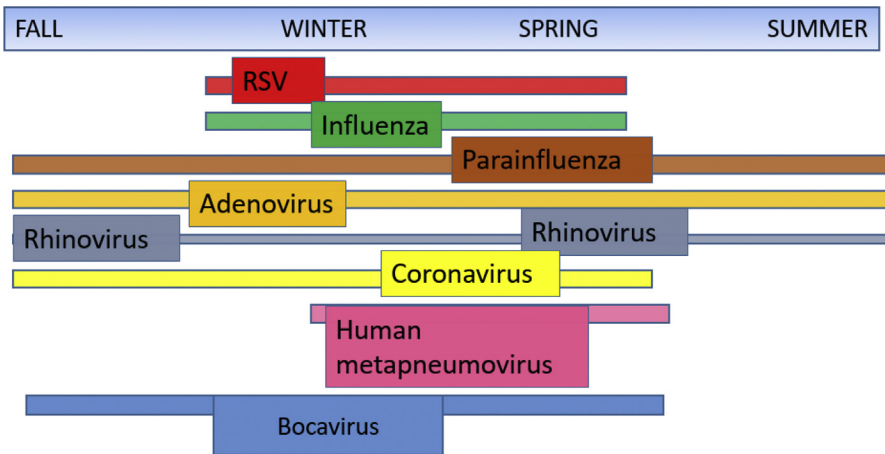 FALL WINTER SPRING SUMMER
RSV
Influenza
Parainfluenza
Adenovirus
Rhinovirus Rhinovirus
Coronavirus
Human
metapneumovirus
Bocavirus